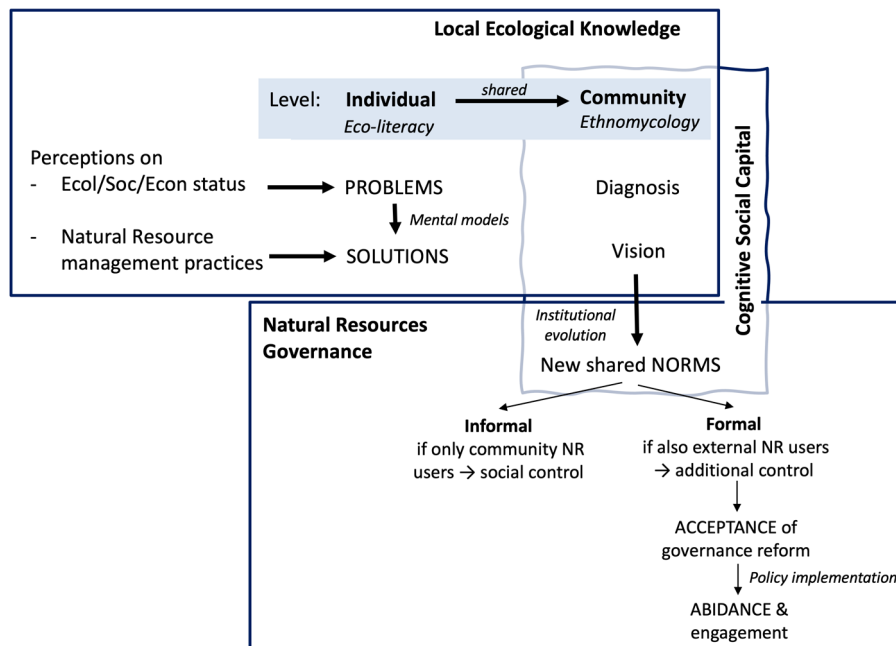 Local Ecological Knowledge
Level:
Individual
shared
Community
Eco-literacy
Ethnomycology
Perceptions on
- Ecol/Soc/Econ status
PROBLEMS
Diagnosis
Mental models
- Natural Resource
management practices
SOLUTIONS
Vision
Cognitive Social Capital
Natural Resources
Governance
Institutional
evolution
New shared NORMS
Informal
if only community NR
users → social control
Formal
if also external NR users
→ additional control
ACCEPTANCE of
governance reform
Policy implementation
ABIDANCE &
engagement